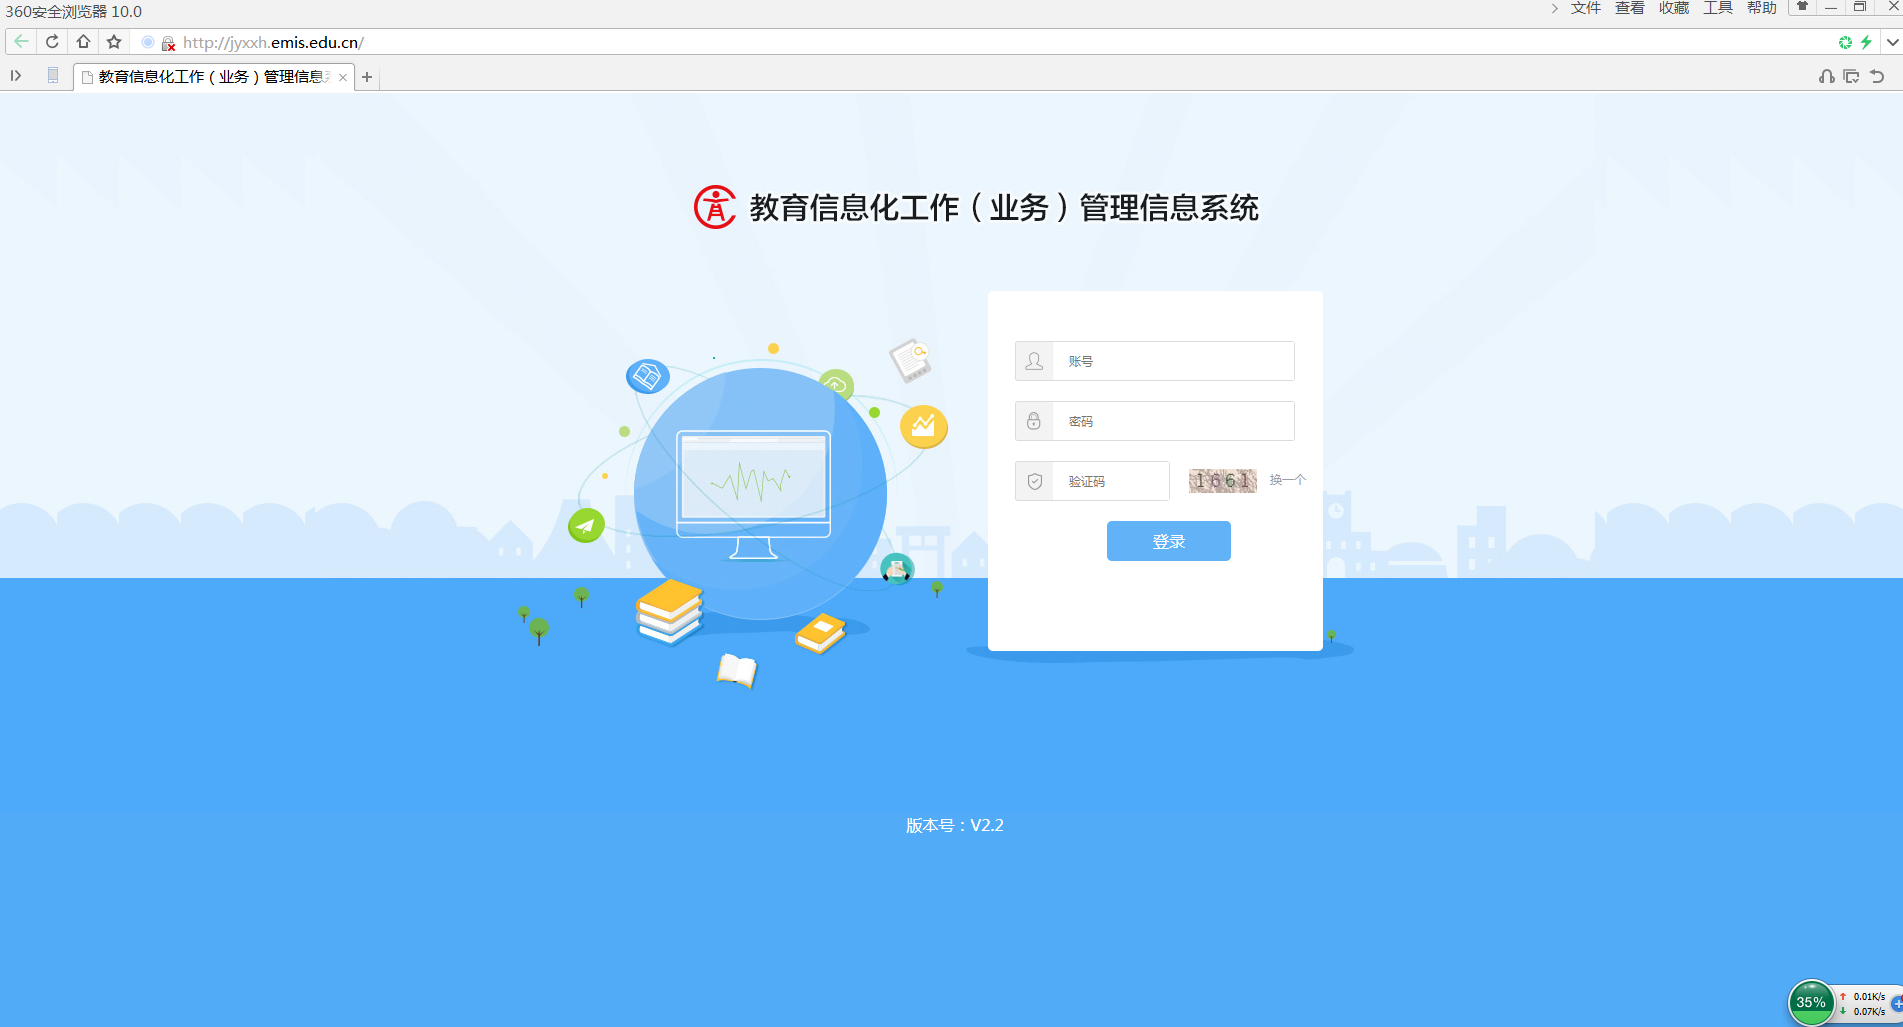 360安全浏览器 10.0
文件 查看 收藏 工具 帮助
http://jyxxh.emis.edu.cn/
教育信息化工作（业务）管理信息
教育信息化工作（业务）管理信息系统
账号
密码
验证码 1661 换一个
登录
版本号：V2.2
35%
0.01K/s
0.07K/s